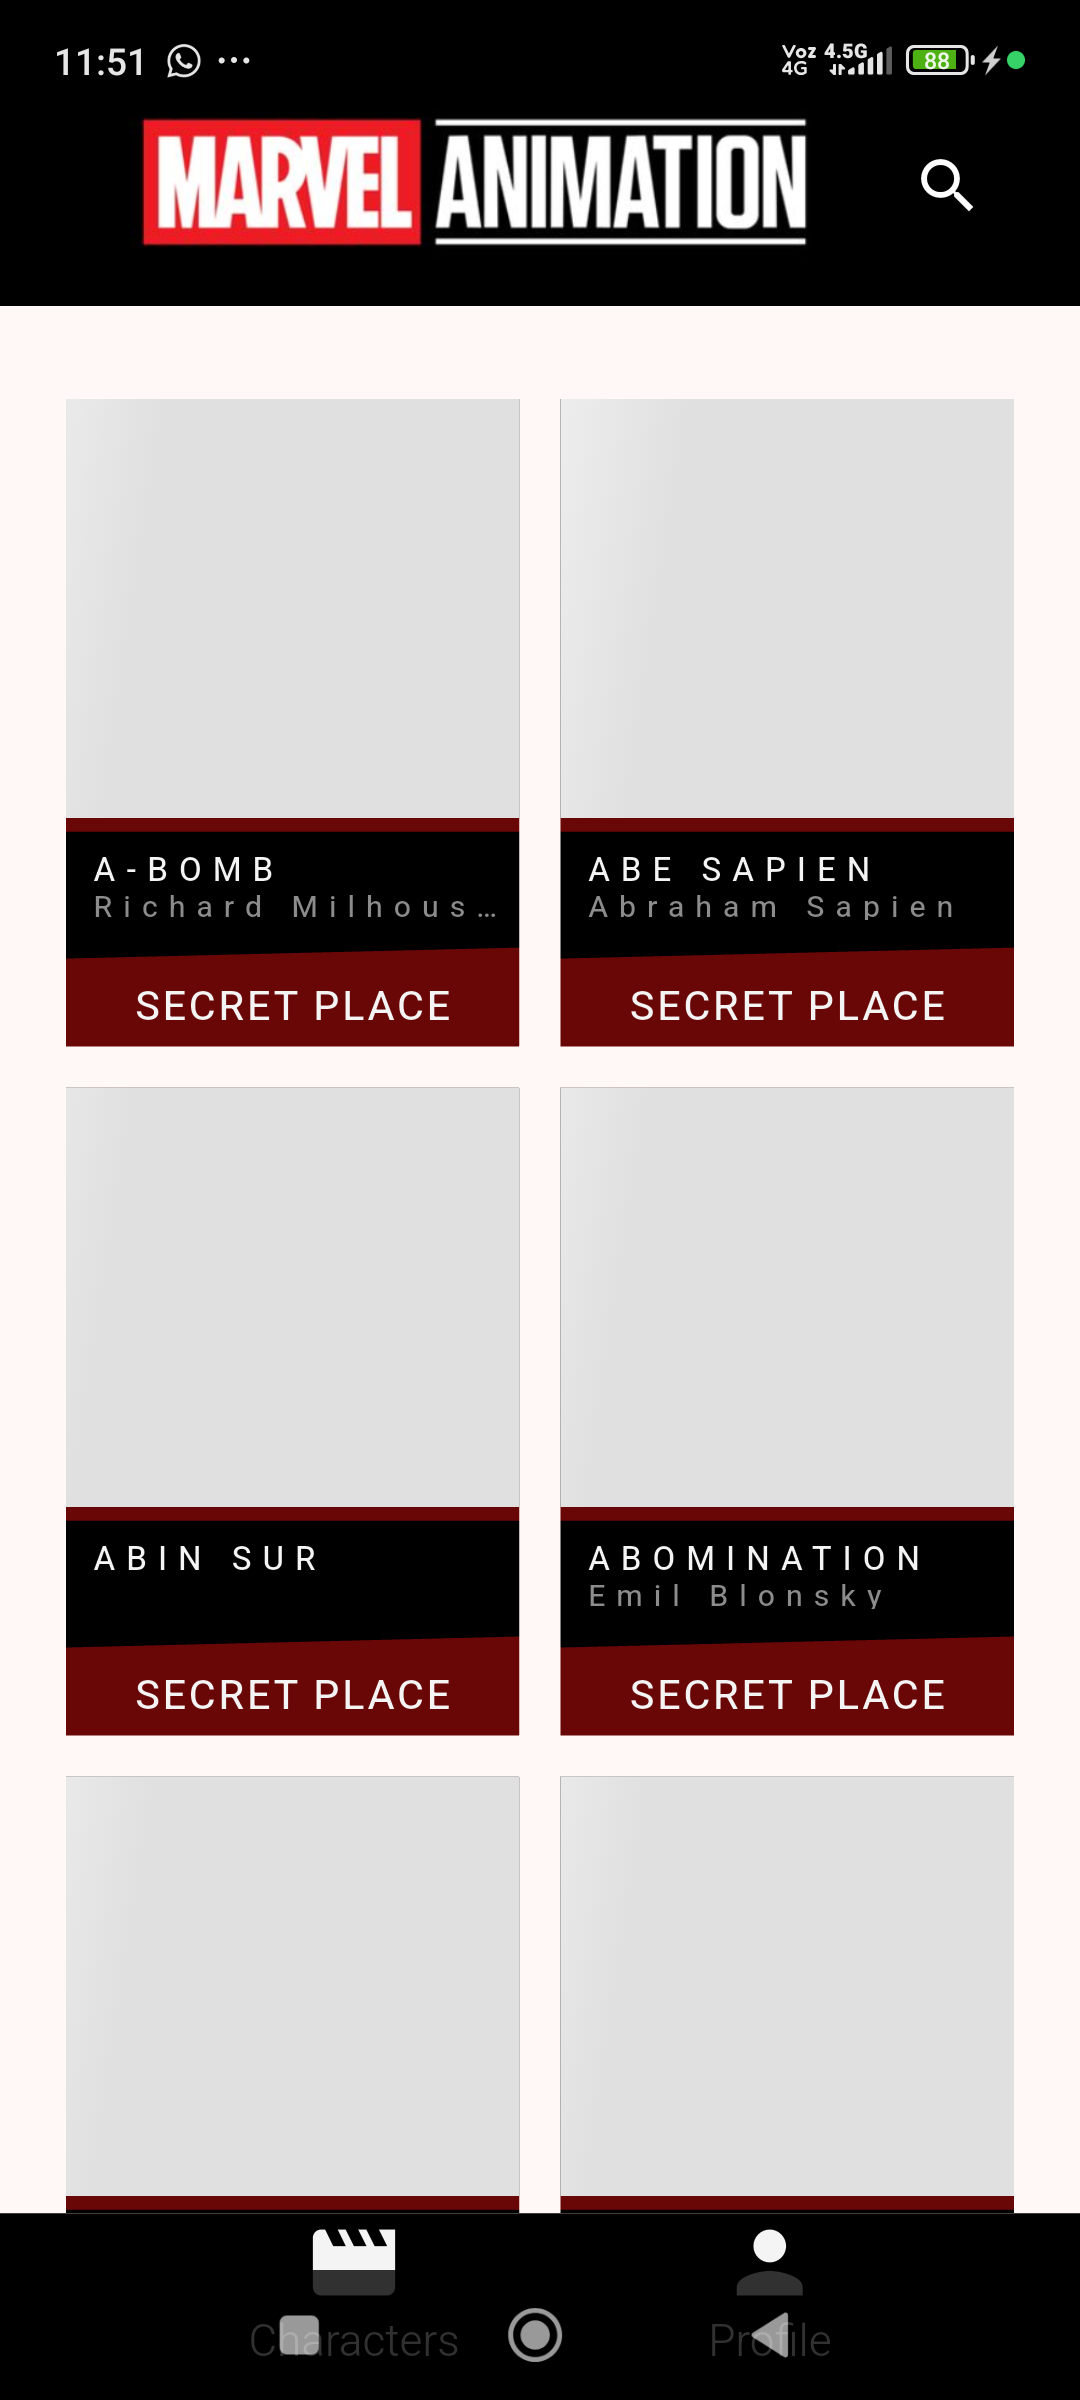 11:51
Voz 4.5G
4G
88
MARVEL ANIMATION
A-BOMB
Richard Milhous…
SECRET PLACE
ABE SAPIEN
Abraham Sapien
SECRET PLACE
ABIN SUR
SECRET PLACE
ABOMINATION
Emil Blonsky
SECRET PLACE
Characters
Profile